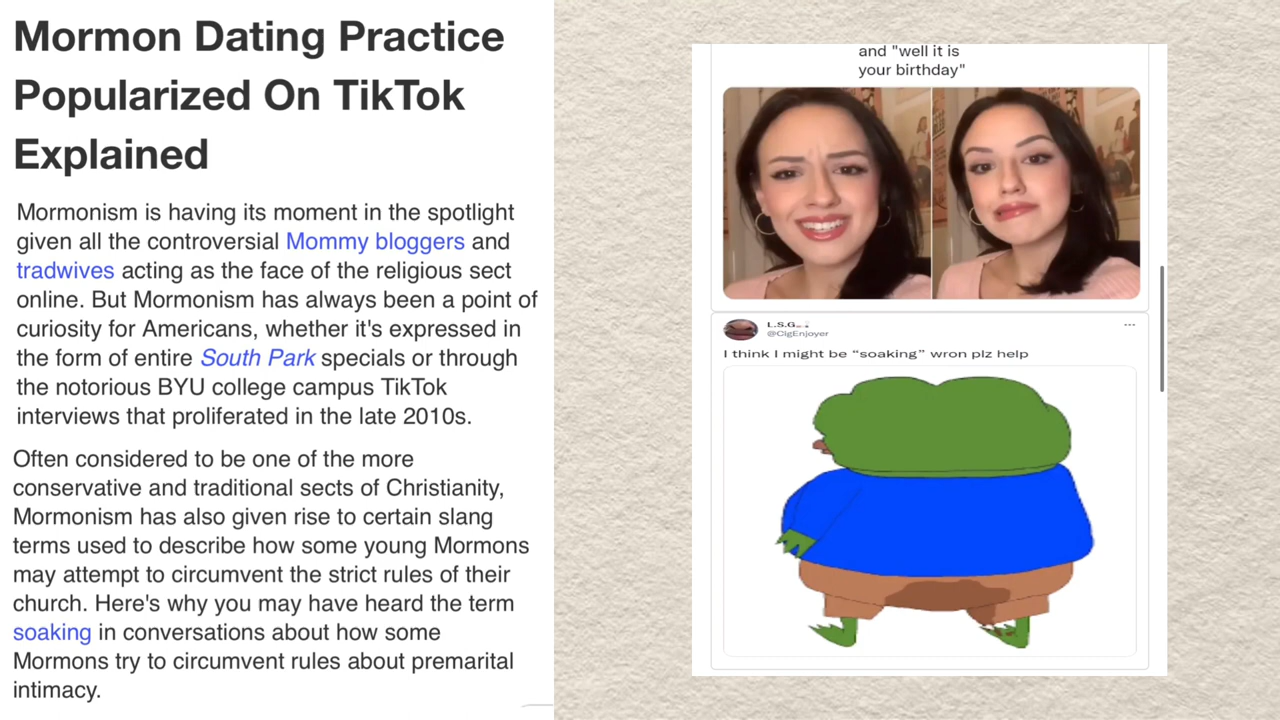 Mormon Dating Practice
Popularized On TikTok
Explained
Mormonism is having its moment in the spotlight
given all the controversial Mommy bloggers and
tradwives acting as the face of the religious sect
online. But Mormonism has always been a point of
curiosity for Americans, whether it's expressed in
the form of entire South Park specials or through
the notorious BYU college campus TikTok
interviews that proliferated in the late 2010s.
Often considered to be one of the more
conservative and traditional sects of Christianity,
Mormonism has also given rise to certain slang
terms used to describe how some young Mormons
may attempt to circumvent the strict rules of their
church. Here's why you may have heard the term
soaking in conversations about how some
Mormons try to circumvent rules about premarital
intimacy.
and "well it is
your birthday"
L.S.G.
@CigEnjoyer
I think I might be “soaking” wron plz help